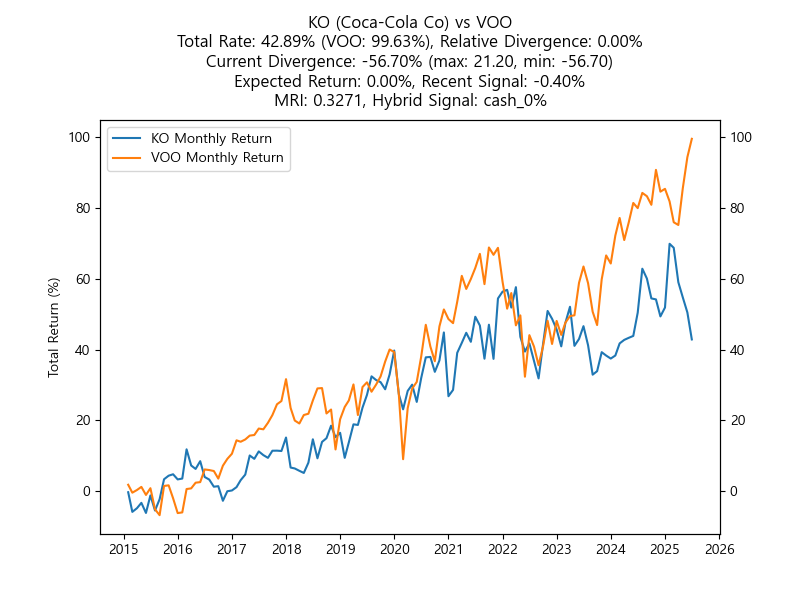 KO (Coca-Cola Co) vs VOO
Total Rate: 42.89% (VOO: 99.63%), Relative Divergence: 0.00%
Current Divergence: -56.70% (max: 21.20, min: -56.70)
Expected Return: 0.00%, Recent Signal: -0.40%
MRI: 0.3271, Hybrid Signal: cash_0%
KO Monthly Return
VOO Monthly Return
Total Return (%)
100
80
60
40
20
0
100
80
60
40
20
0
2015 2016 2017 2018 2019 2020 2021 2022 2023 2024 2025 2026